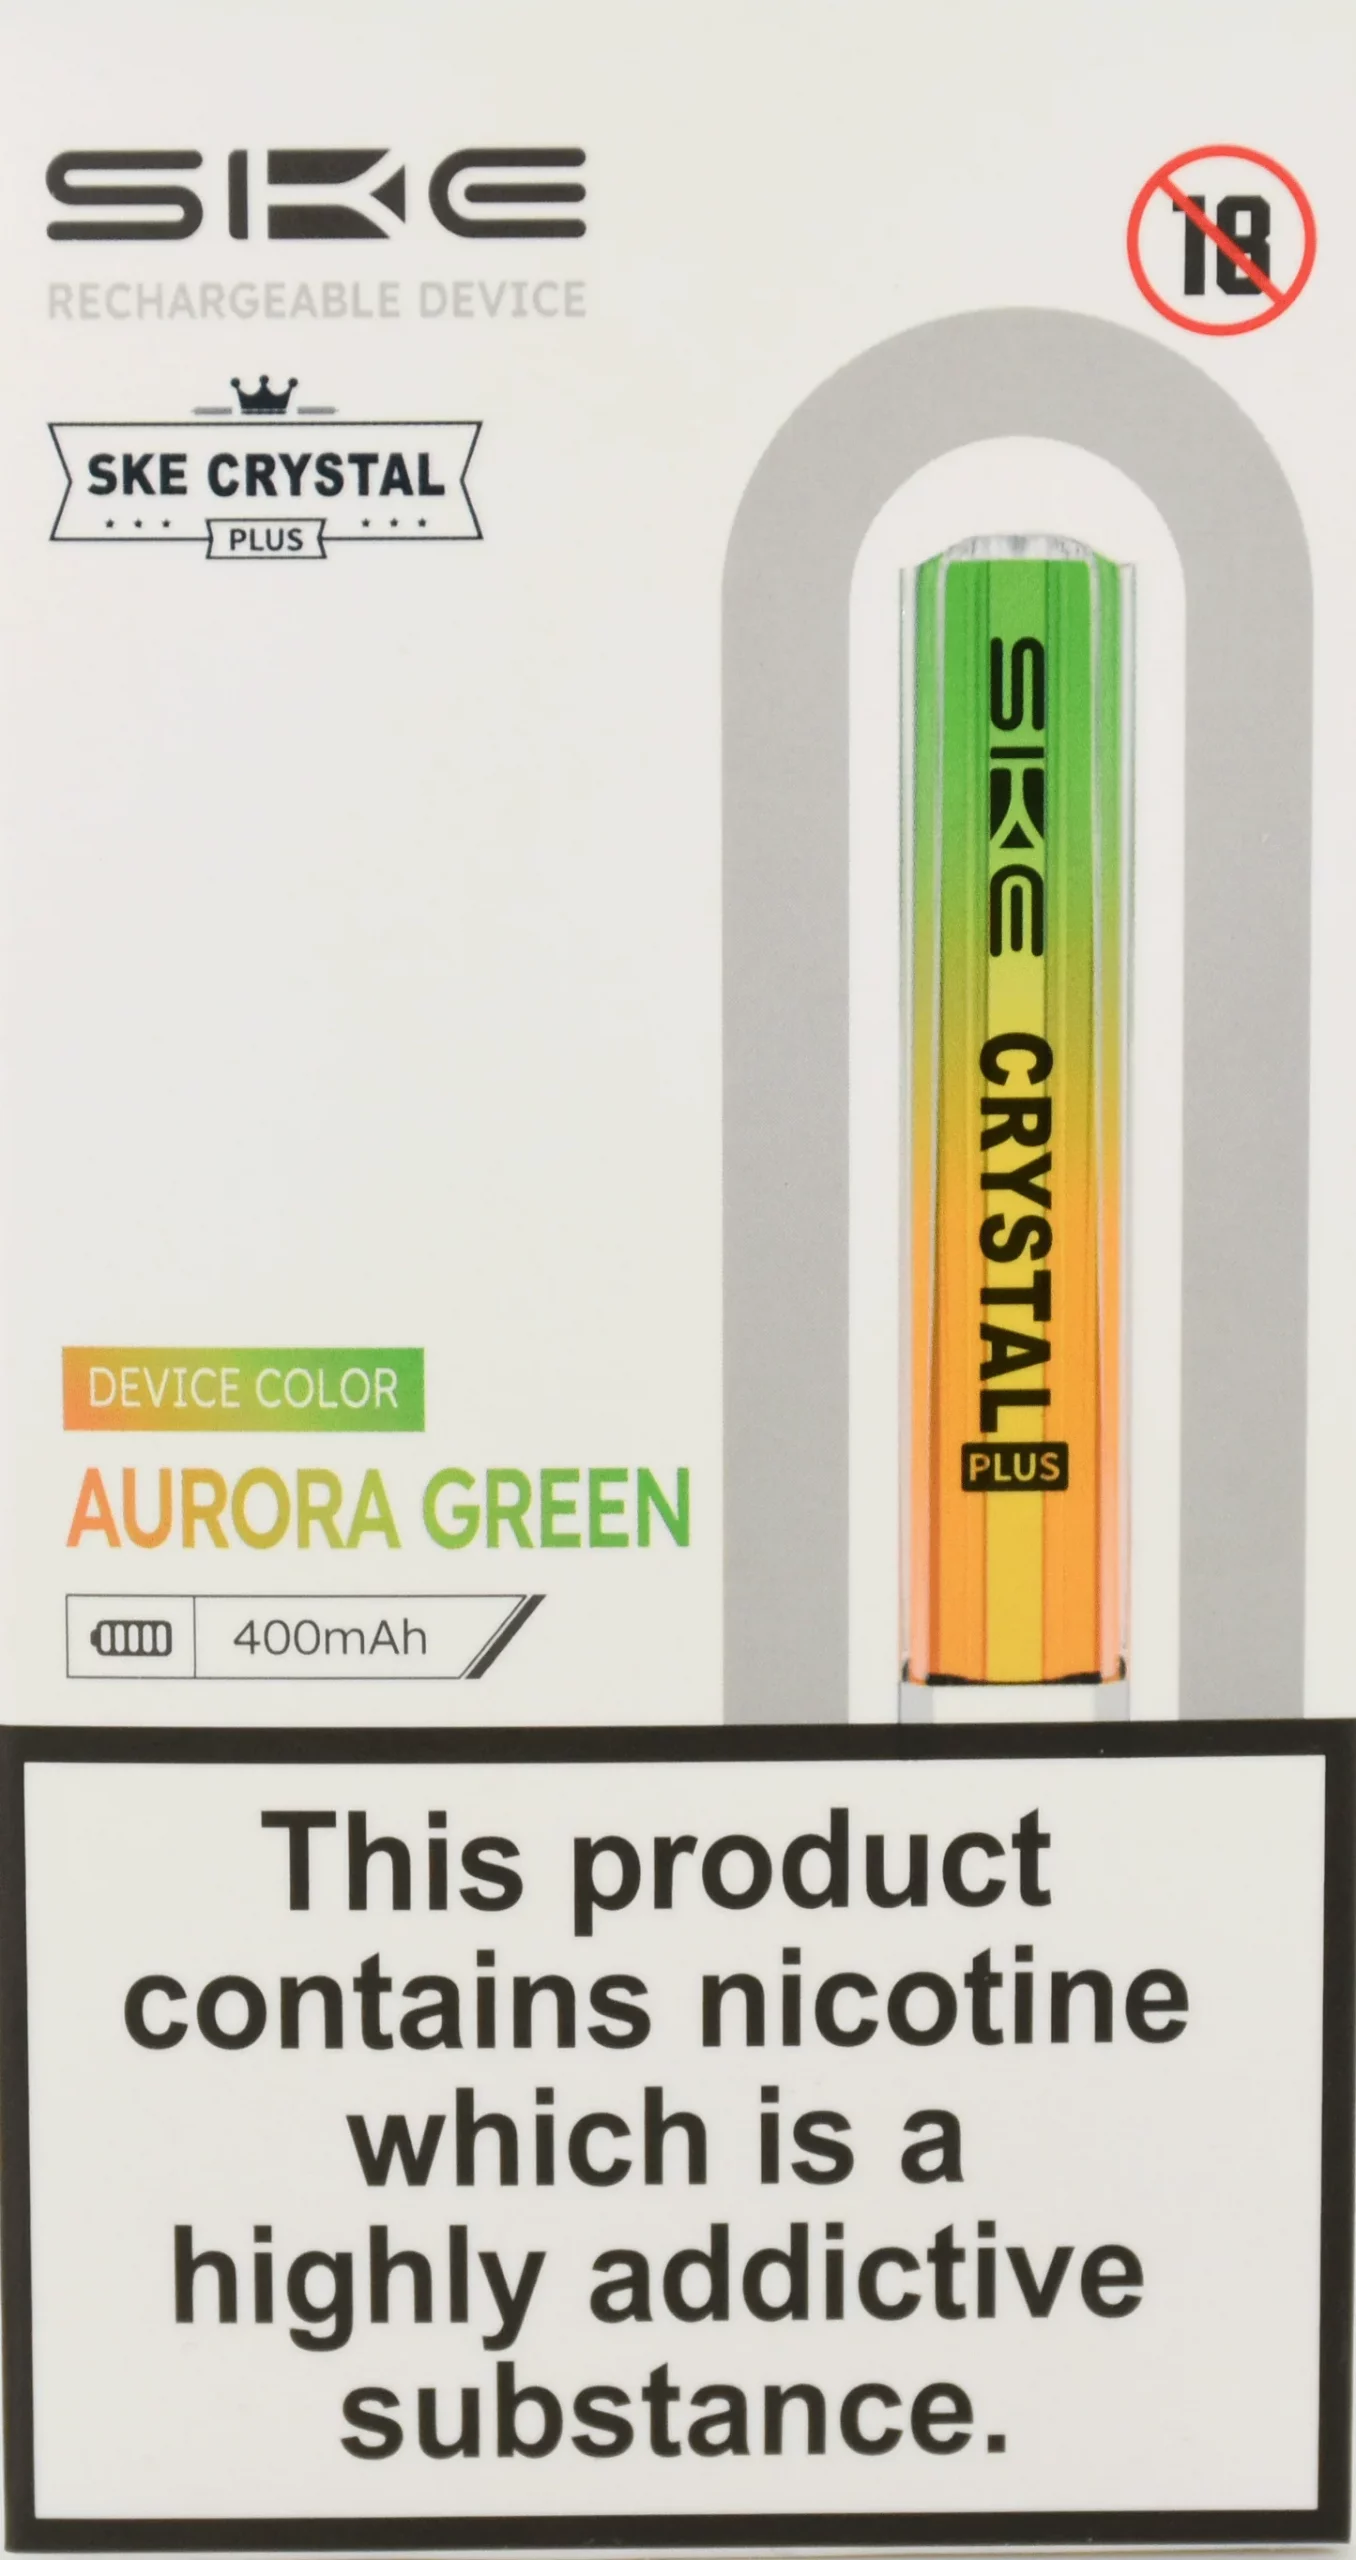 SKE
RECHARGEABLE DEVICE
18
SKE CRYSTAL
PLUS
SKE CRYSTAL
PLUS
DEVICE COLOR
AURORA GREEN
400mAh
This product
contains nicotine
which is a
highly addictive
substance.